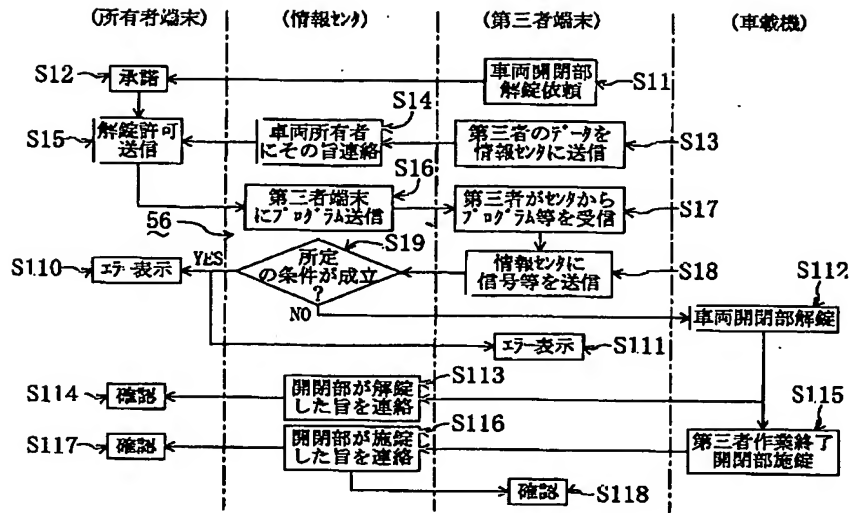 (所有者端末)
(情報センタ)
(第三者端末)
(車載機)
S12
承諾
車両開閉部
解錠依頼
S11
S14
S15
解錠許可
送信
車両所有者
にその旨連絡
第三者のデータを
情報センタに送信
S13
S16
第三者端末
にプログラム送信
第三者がセンタから
プログラム等を受信
S17
56
S19
S110
エラー表示
YES
所定
の条件が成立
?
情報センタに
信号等を送信
S18
S112
NO
車両開閉部解錠
エラー表示
S111
S113
S114
確認
開閉部が解錠
した旨を連絡
S115
S116
S117
確認
開閉部が施錠
した旨を連絡
第三者作業終了
開閉部施錠
確認
S118